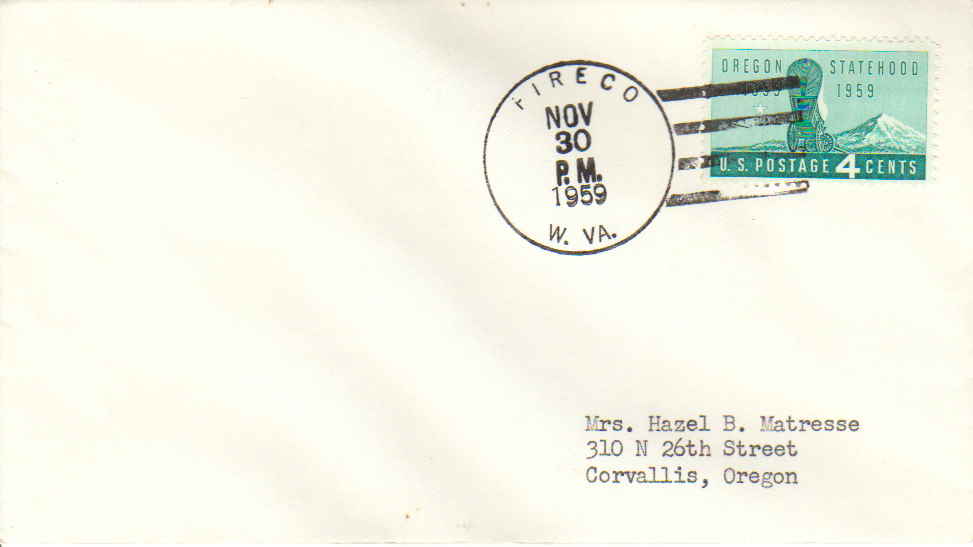 FIRECO
NOV
30
P.M.
1959
W. VA.
OREGON STATEHOOD
1859 1959
U.S. POSTAGE 4 CENTS
Mrs. Hazel B. Matresse
310 N 26th Street
Corvallis, Oregon